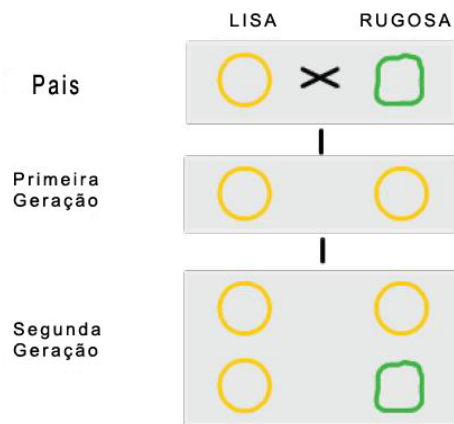 LISA RUGOSA
Pais
Primeira
Geração
Segunda
Geração